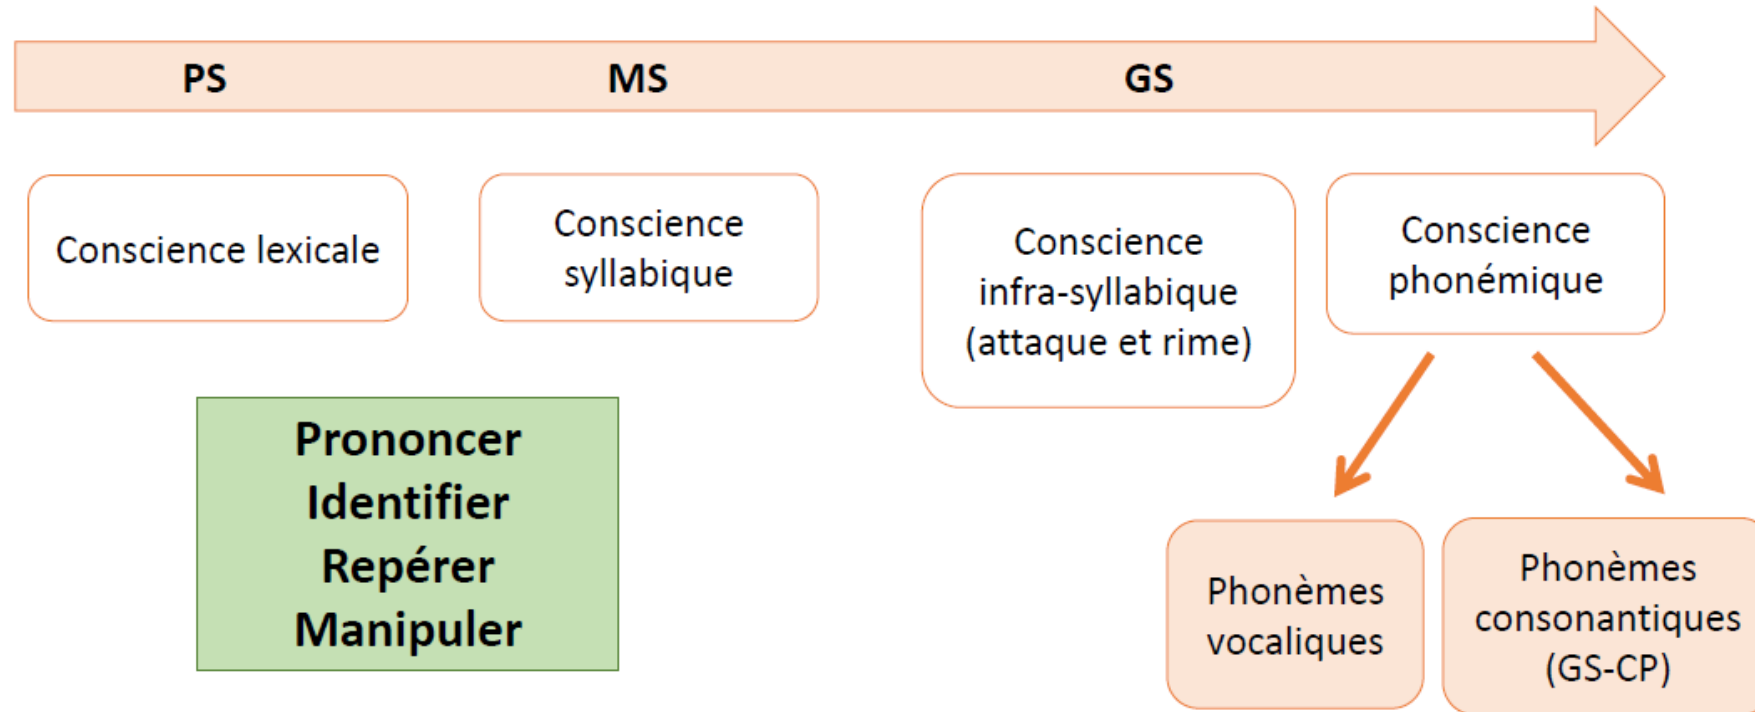 PS
MS
GS
Conscience lexicale
Conscience
syllabique
Conscience
infra-syllabique
(attaque et rime)
Conscience
phonémique
Prononcer
Identifier
Repérer
Manipuler
Phonèmes
vocaliques
Phonèmes
consonantiques
(GS-CP)